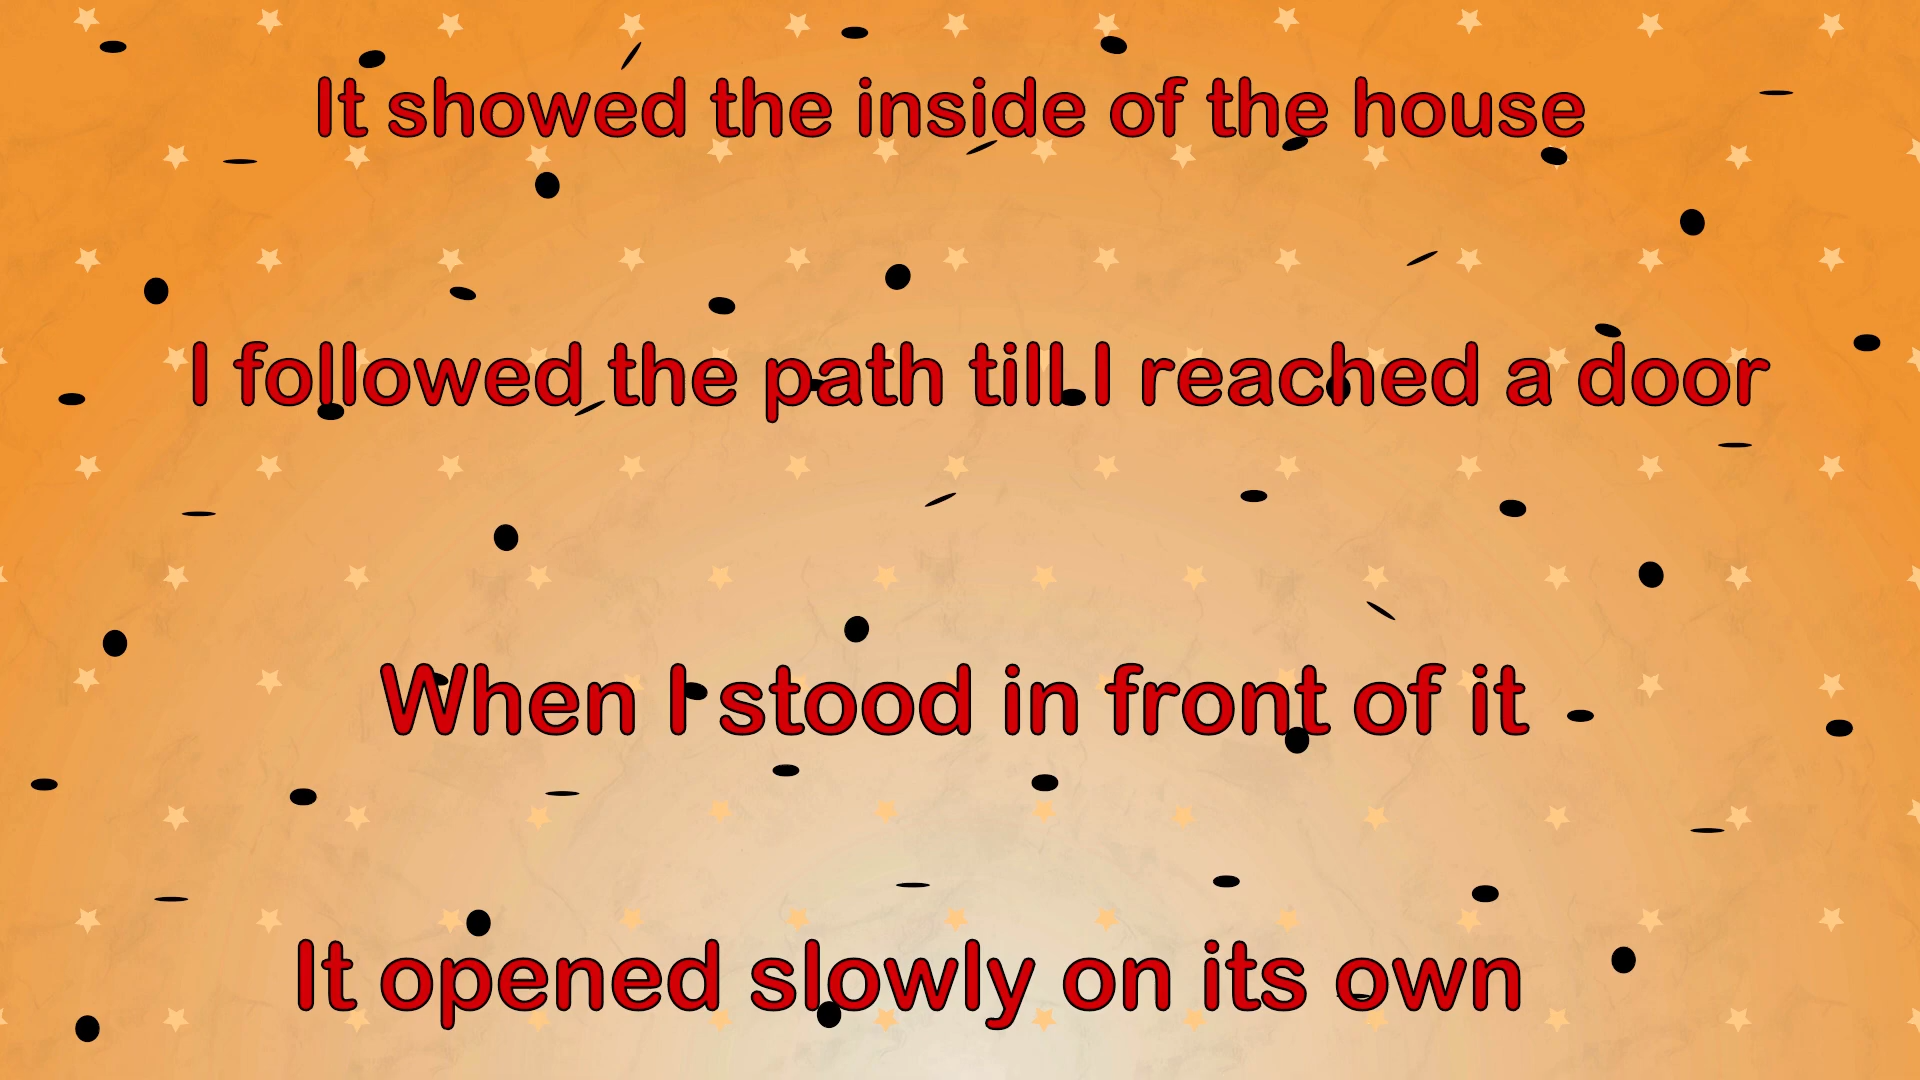 It showed the inside of the house
I followed the path till I reached a door
When I stood in front of it
It opened slowly on its own